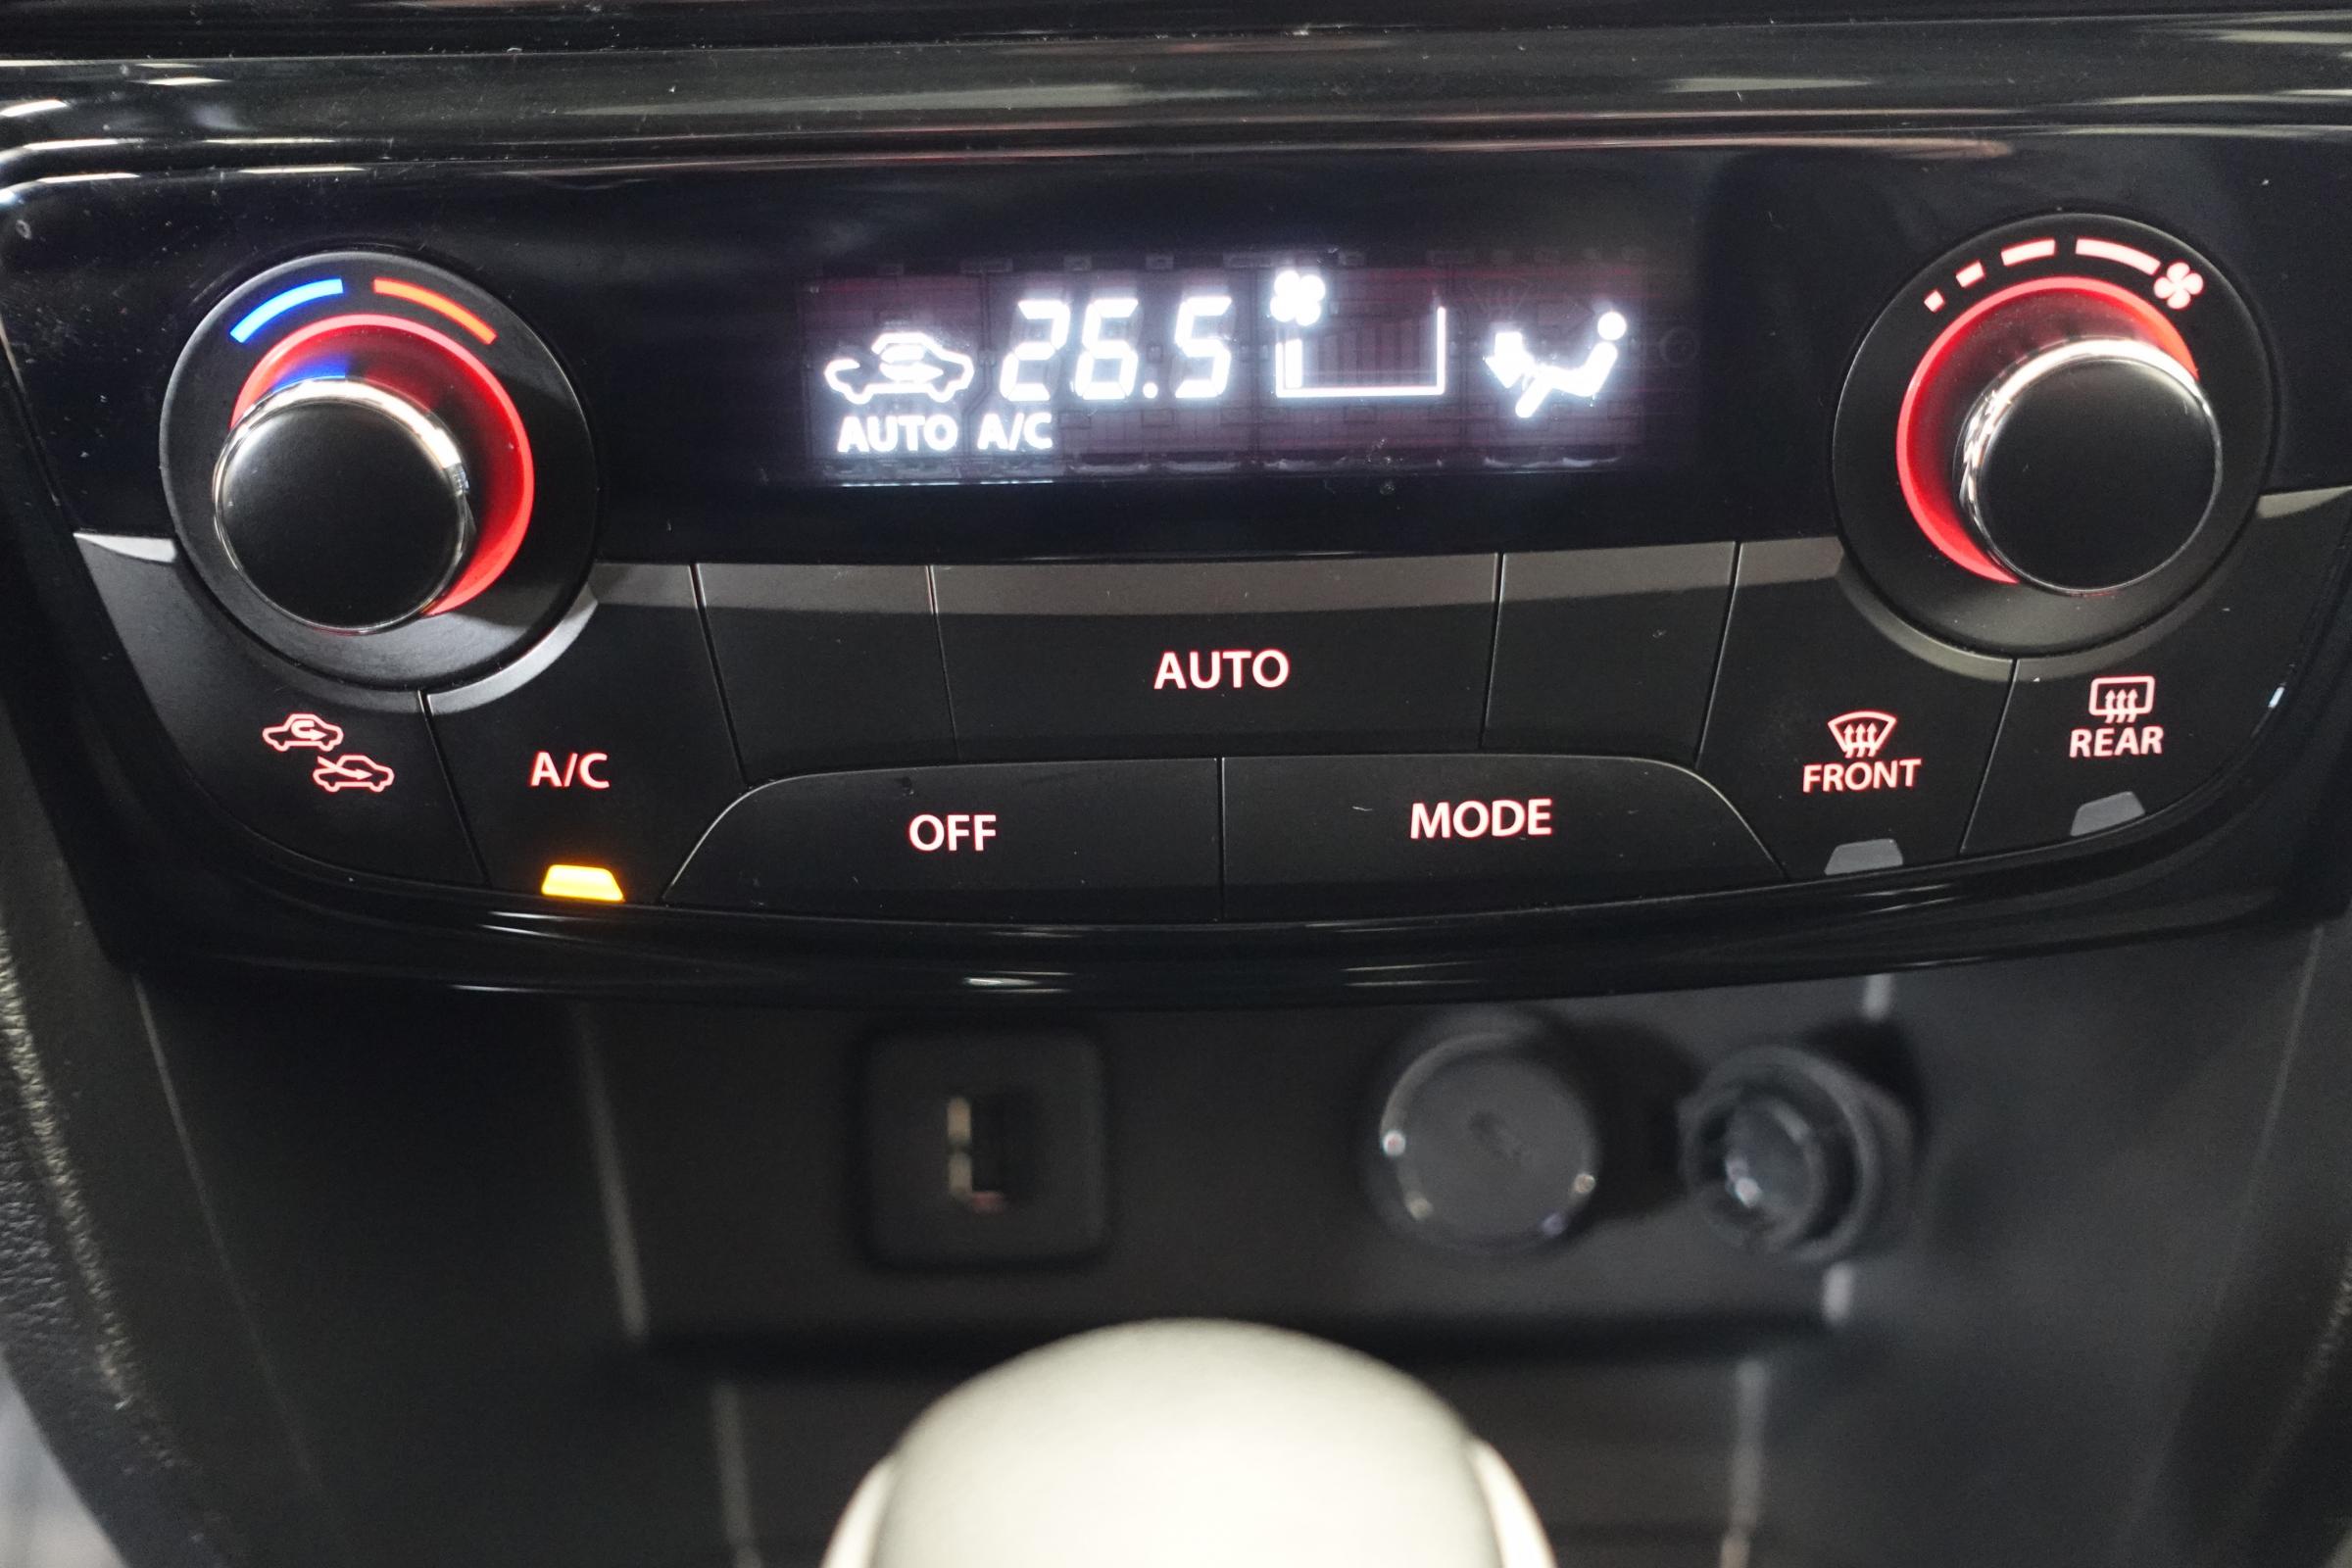 26.5
AUTO A/C
AUTO
A/C
OFF
MODE
FRONT
REAR